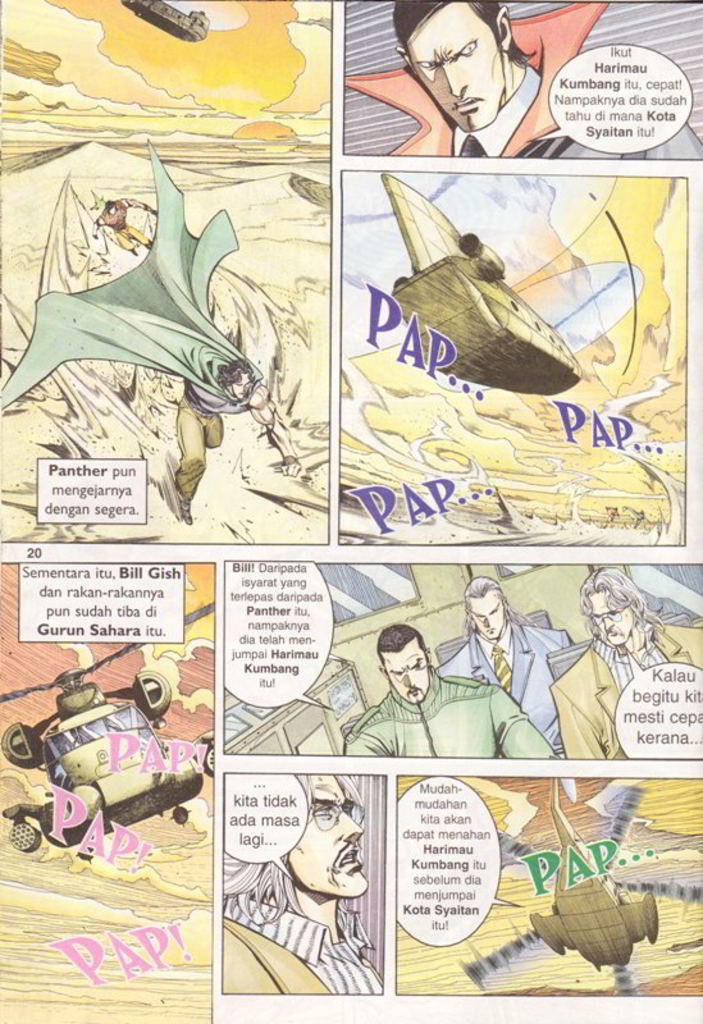 Panther pun
mengejarnya
dengan segera.
Ikut
Harimau
Kumbang itu, cepat!
Nampaknya dia sudah
tahu di mana Kota
Syaitan itu!
PAP...
PAP...
PAP...
20
Sementara itu, Bill Gish
dan rakan-rakannya
pun sudah tiba di
Gurun Sahara itu.
PAP!
PAP!
PAP!
Bill! Daripada
isyarat yang
terlepas daripada
Panther itu,
nampaknya
dia telah men-
jumpai Harimau
Kumbang
itu!
Kalau
begitu kita
mesti cepa
kerana...
...
kita tidak
ada masa
lagi...
Mudah-
mudahan
kita akan
dapat menahan
Harimau
Kumbang itu
sebelum dia
menjumpai
Kota Syaitan
itu!
PAP...